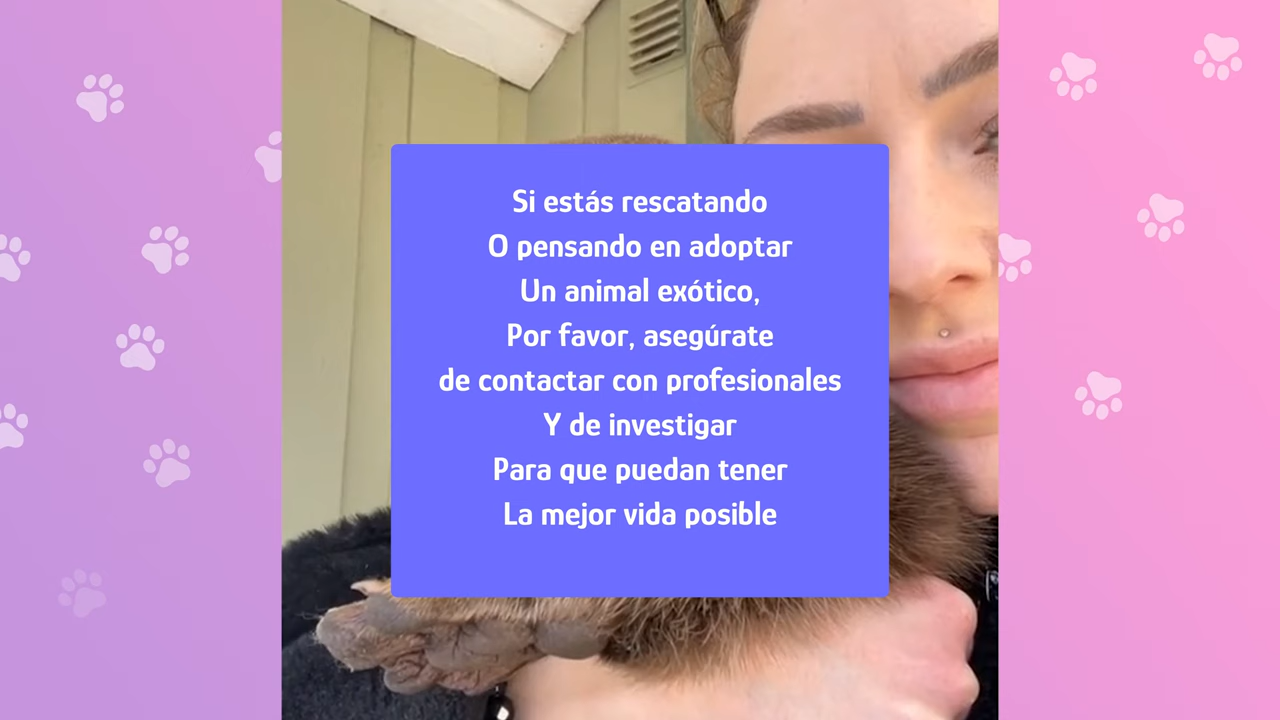 Si estás rescatando
O pensando en adoptar
Un animal exótico,
Por favor, asegúrate
de contactar con profesionales
Y de investigar
Para que puedan tener
La mejor vida posible